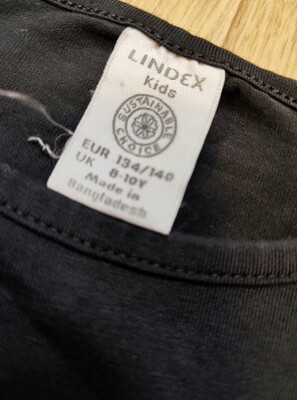 LINDEX
Kids
SUSTAINABLE
CHOICE
EUR 134/140
UK 8-10Y
Made in
Bangladesh